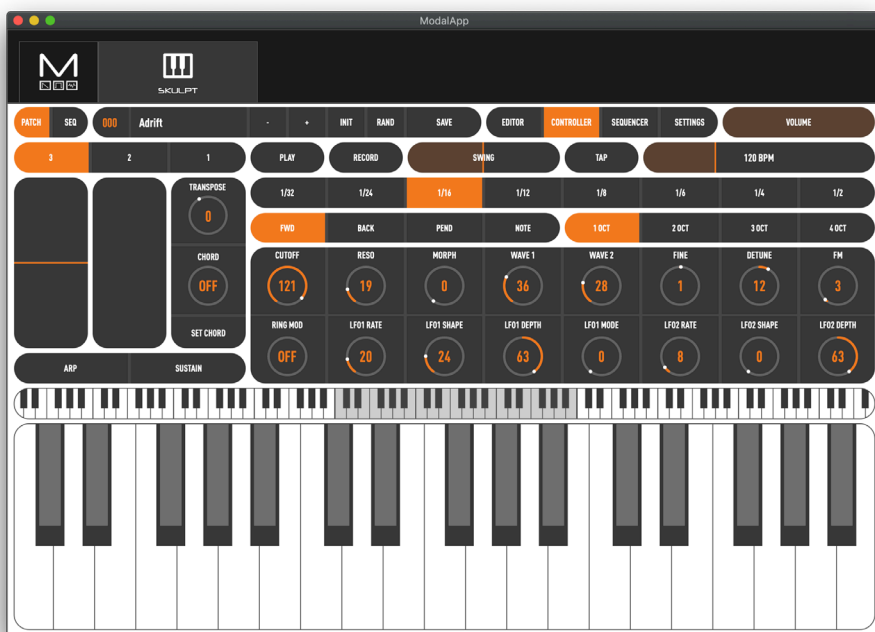 ModalApp
SKULPT
PATCH SEQ 000 Adrift - + INIT RAND SAVE EDITOR CONTROLLER SEQUENCER SETTINGS VOLUME
3 2 1 PLAY RECORD SWING TAP 120 BPM
TRANSPOSE 1/32 1/24 1/16 1/12 1/8 1/6 1/4 1/2
0
FWD BACK PEND NOTE 1 OCT 2 OCT 3 OCT 4 OCT
CHORD CUTOFF RESO MORPH WAVE 1 WAVE 2 FINE DETUNE FM
OFF 121 19 0 36 28 1 12 3
SET CHORD RING MOD LFO1 RATE LFO1 SHAPE LFO1 DEPTH LFO1 MODE LFO2 RATE LFO2 SHAPE LFO2 DEPTH
OFF 20 24 63 0 8 0 63
ARP SUSTAIN